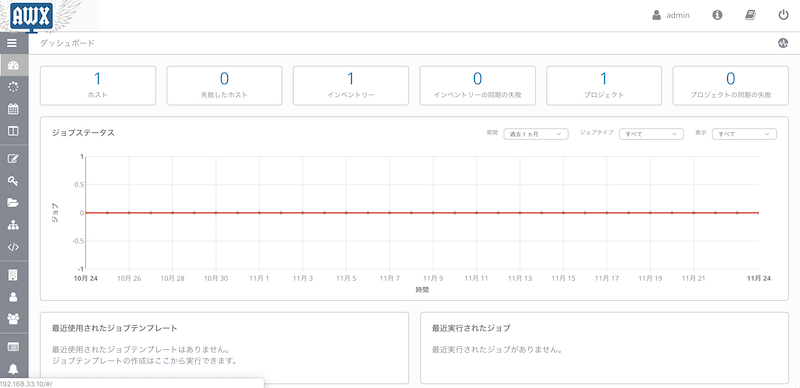 AWX
admin
ダッシュボード
1
ホスト
0
失敗したホスト
1
インベントリー
0
インベントリーの同期の失敗
1
プロジェクト
0
プロジェクトの同期の失敗
ジョブステータス
期間
過去 1 ヵ月
ジョブタイプ
すべて
表示
すべて
ジョブ
1
0.5
0
-0.5
-1
10月 24
10月 26
10月 28
10月 30
11月 1
11月 3
11月 5
11月 7
11月 9
11月 11
11月 13
11月 15
11月 17
11月 19
11月 21
11月 24
時間
最近使用されたジョブテンプレート
最近使用されたジョブテンプレートはありません。
ジョブテンプレートの作成はここから実行できます。
最近実行されたジョブ
最近実行されたジョブがありません。
192.168.33.10/#/